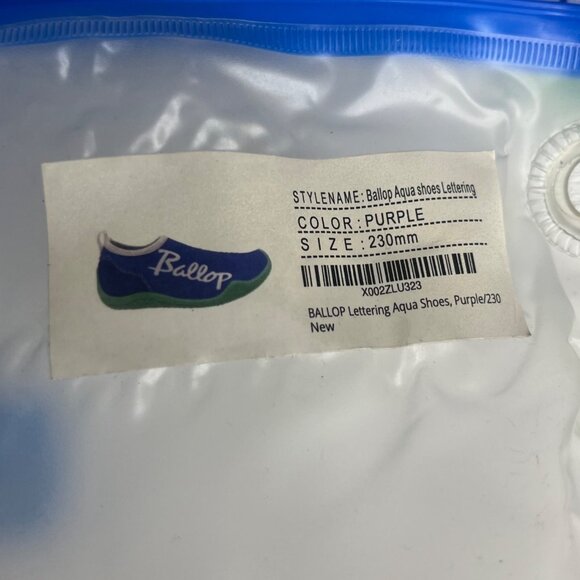 Ballop
STYLENAME: Ballop Aqua shoes Lettering
COLOR: PURPLE
SIZE: 230mm
X002ZLU323
BALLOP Lettering Aqua Shoes, Purple/230
New